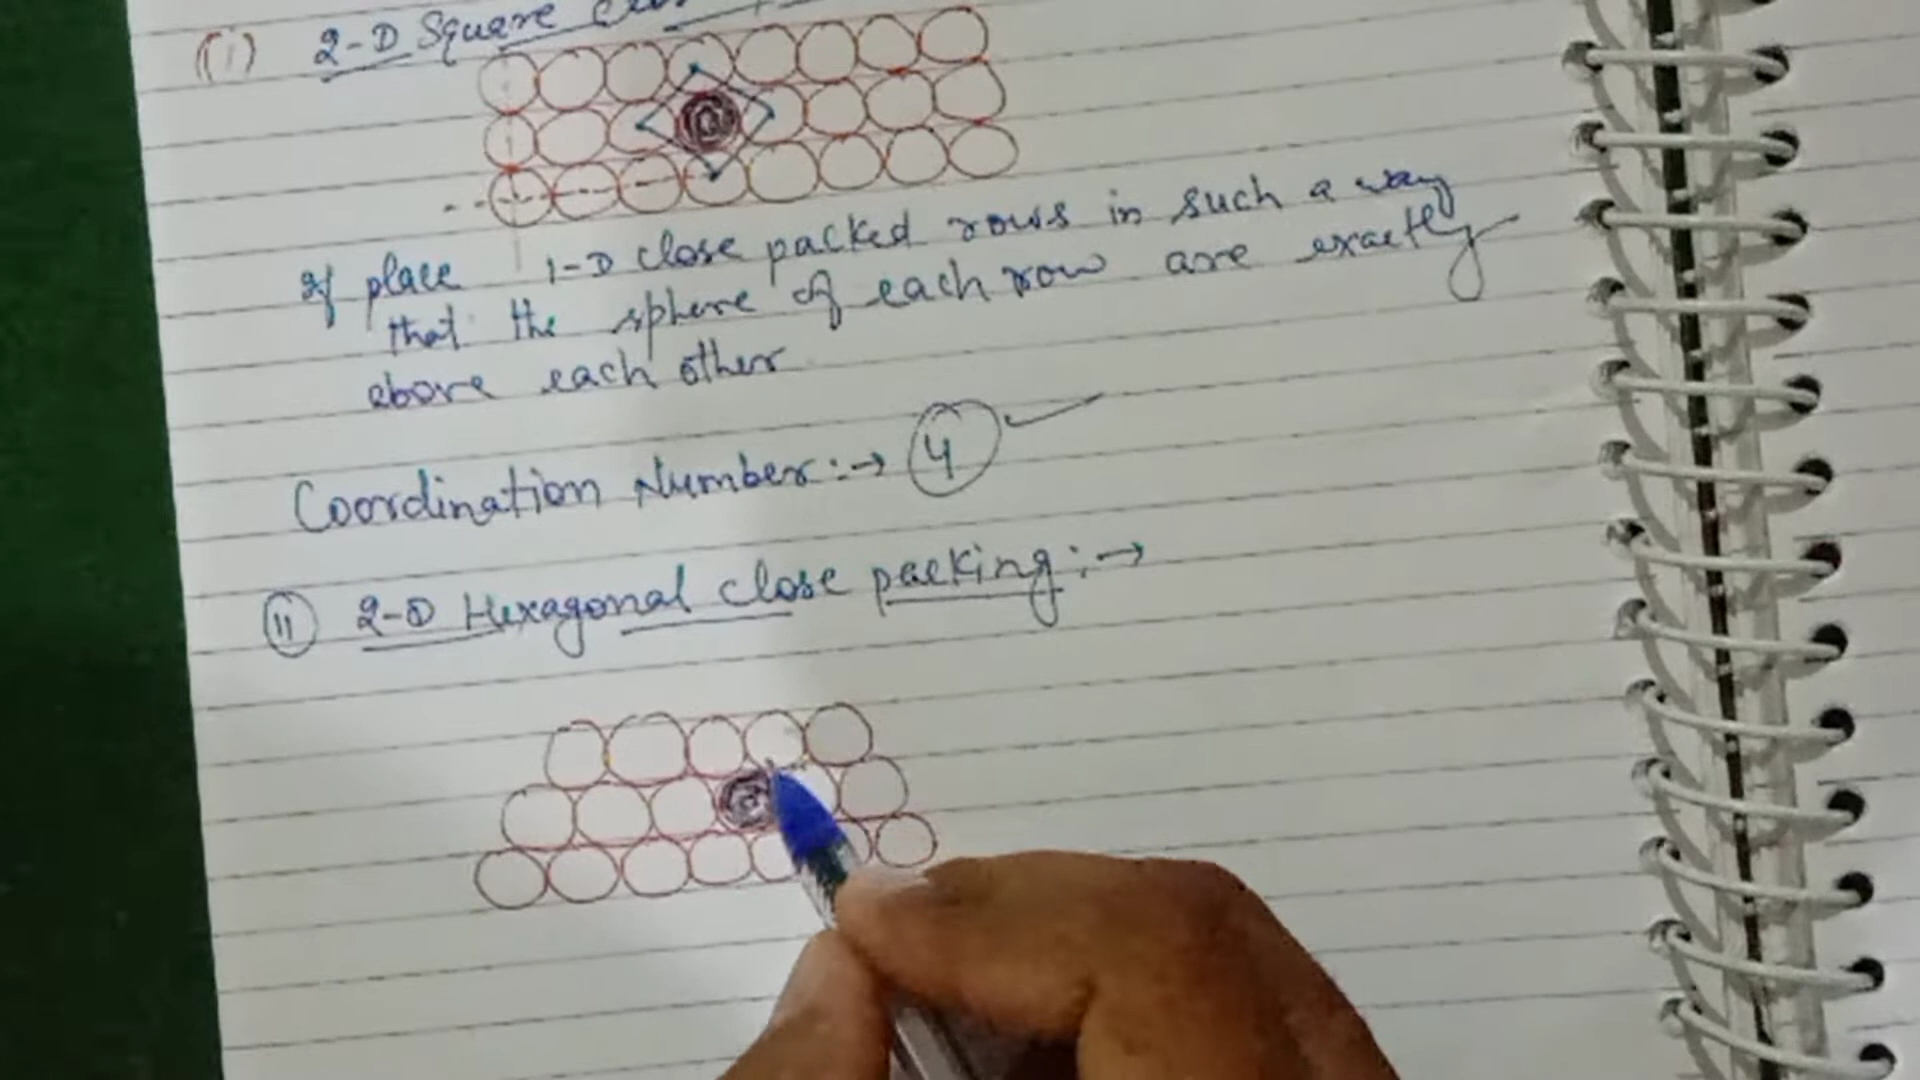 (i) 2-D Square
If place 1-D close packed rows in such a way
that the sphere of each row are exactly
above each other
Coordination Number :→ 4
(ii) 2-D Hexagonal close packing :→